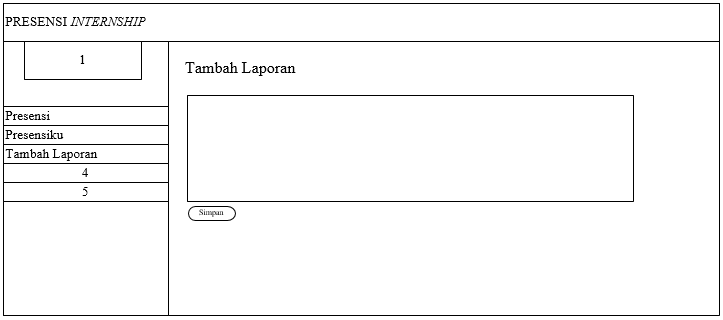 PRESENSI INTERNSHIP
1
Presensi
Presensiku
Tambah Laporan
4
5
Tambah Laporan
Simpan